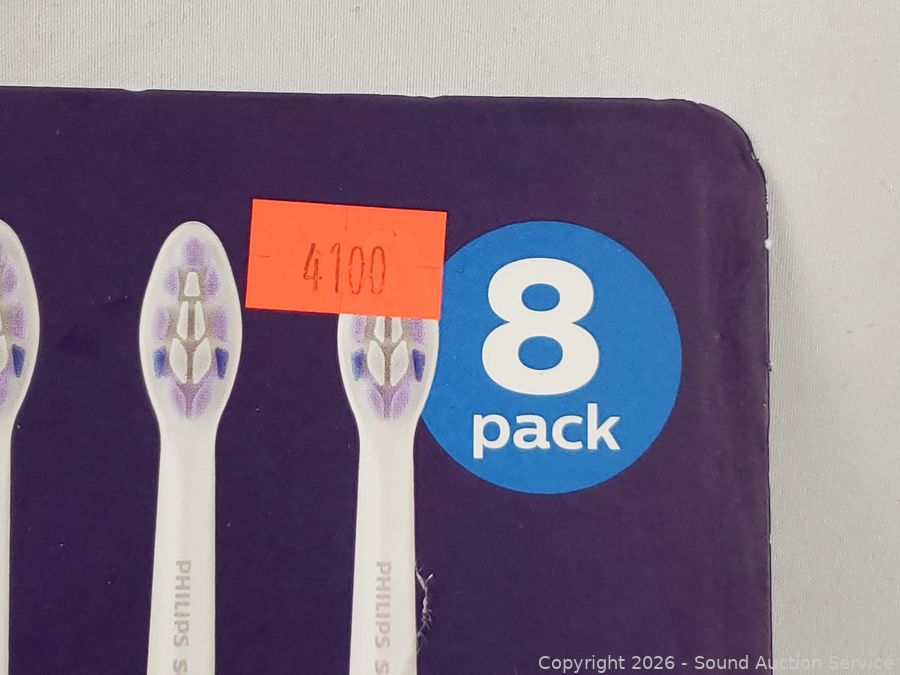 4100
8
pack
PHILIPS S
PHILIPS S
Copyright 2026 - Sound Auction Service